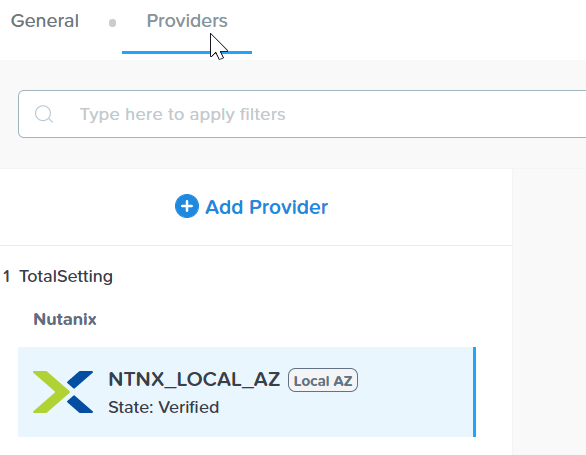 General Providers
Type here to apply filters
Add Provider
1 TotalSetting
Nutanix
NTNX_LOCAL_AZ Local AZ
State: Verified